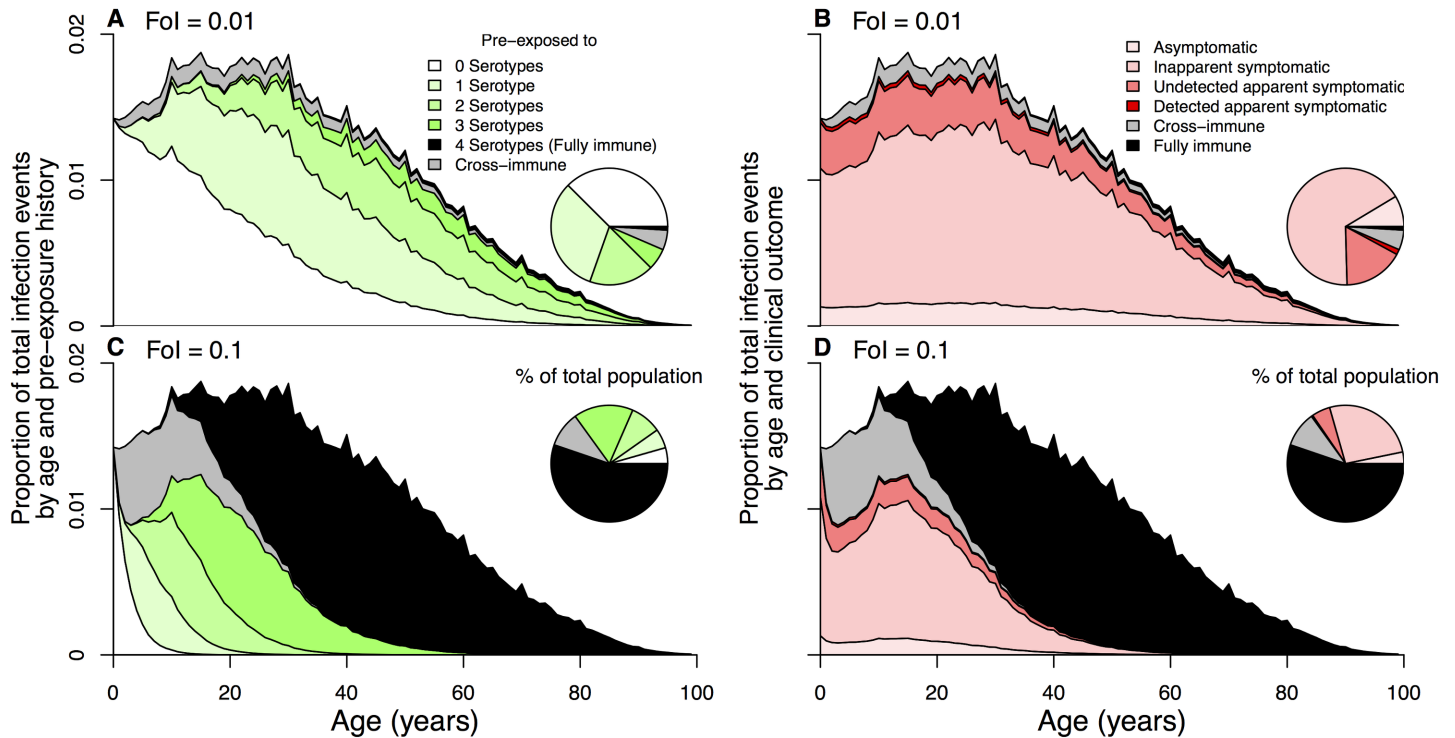 A FoI = 0.01
Pre−exposed to
0 Serotypes
1 Serotype
2 Serotypes
3 Serotypes
4 Serotypes (Fully immune)
Cross−immune
0.02
0.01
0
B FoI = 0.01
Asymptomatic
Inapparent symptomatic
Undetected apparent symptomatic
Detected apparent symptomatic
Cross−immune
Fully immune
Proportion of total infection events
by age and pre−exposure history
Proportion of total infection events
by age and clinical outcome
C FoI = 0.1
% of total population
0.02
0.01
0
0 20 40 60 80 100
Age (years)
D FoI = 0.1
% of total population
0 20 40 60 80 100
Age (years)